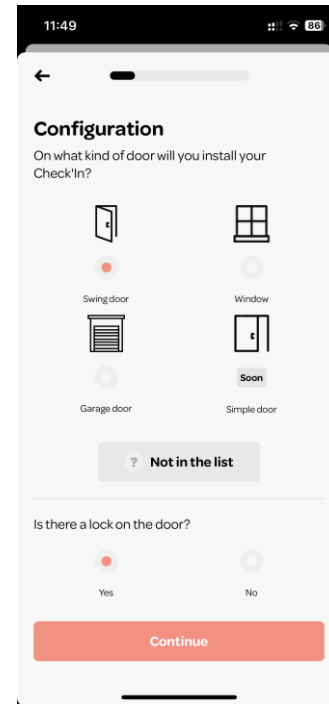 11:49
86
Configuration
On what kind of door will you install your
Check'In?
Swing door
Window
Soon
Garage door
Simple door
? Not in the list
Is there a lock on the door?
Yes
No
Continue